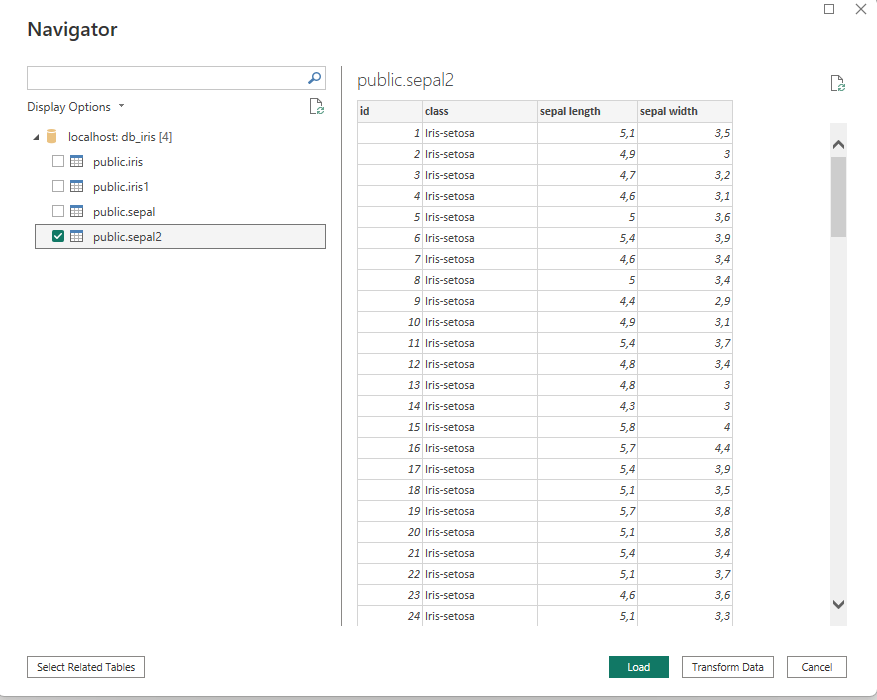 Navigator
Display Options
localhost: db_iris [4]
public.iris
public.iris1
public.sepal
public.sepal2
public.sepal2
id class sepal length sepal width
1 Iris-setosa 5,1 3,5
2 Iris-setosa 4,9 3
3 Iris-setosa 4,7 3,2
4 Iris-setosa 4,6 3,1
5 Iris-setosa 5 3,6
6 Iris-setosa 5,4 3,9
7 Iris-setosa 4,6 3,4
8 Iris-setosa 5 3,4
9 Iris-setosa 4,4 2,9
10 Iris-setosa 4,9 3,1
11 Iris-setosa 5,4 3,7
12 Iris-setosa 4,8 3,4
13 Iris-setosa 4,8 3
14 Iris-setosa 4,3 3
15 Iris-setosa 5,8 4
16 Iris-setosa 5,7 4,4
17 Iris-setosa 5,4 3,9
18 Iris-setosa 5,1 3,5
19 Iris-setosa 5,7 3,8
20 Iris-setosa 5,1 3,8
21 Iris-setosa 5,4 3,4
22 Iris-setosa 5,1 3,7
23 Iris-setosa 4,6 3,6
24 Iris-setosa 5,1 3,3
Select Related Tables
Load
Transform Data
Cancel